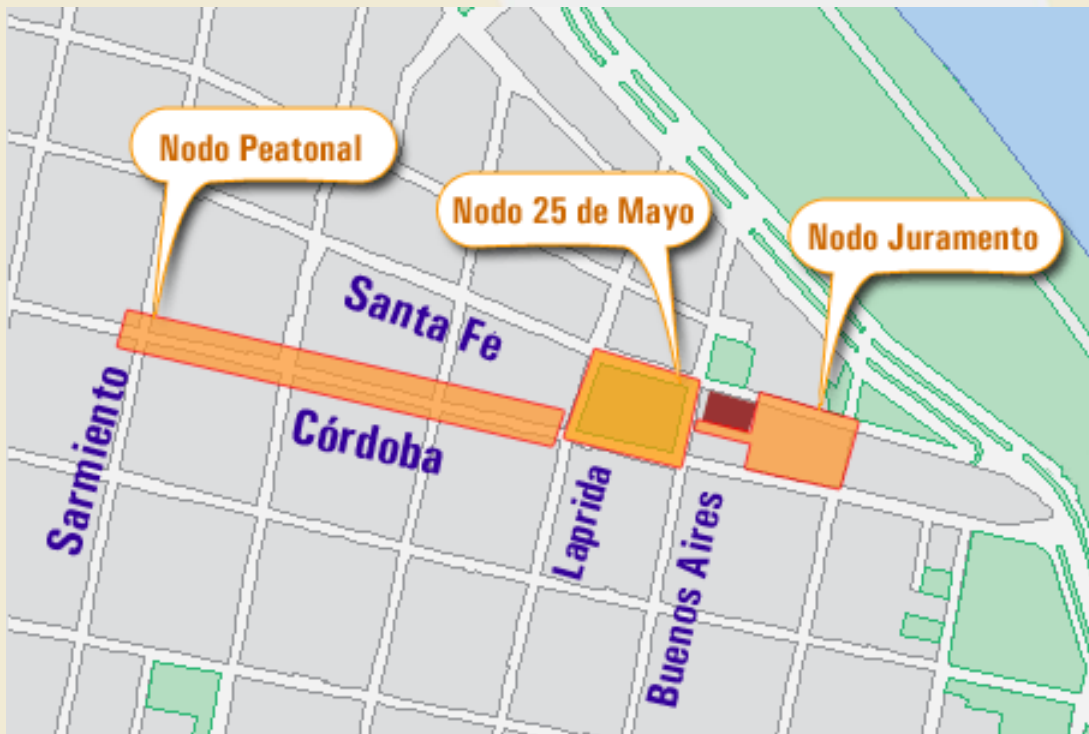 Nodo Peatonal
Nodo 25 de Mayo
Nodo Juramento
Santa Fe
Córdoba
Sarmiento
Laprida
Buenos Aires